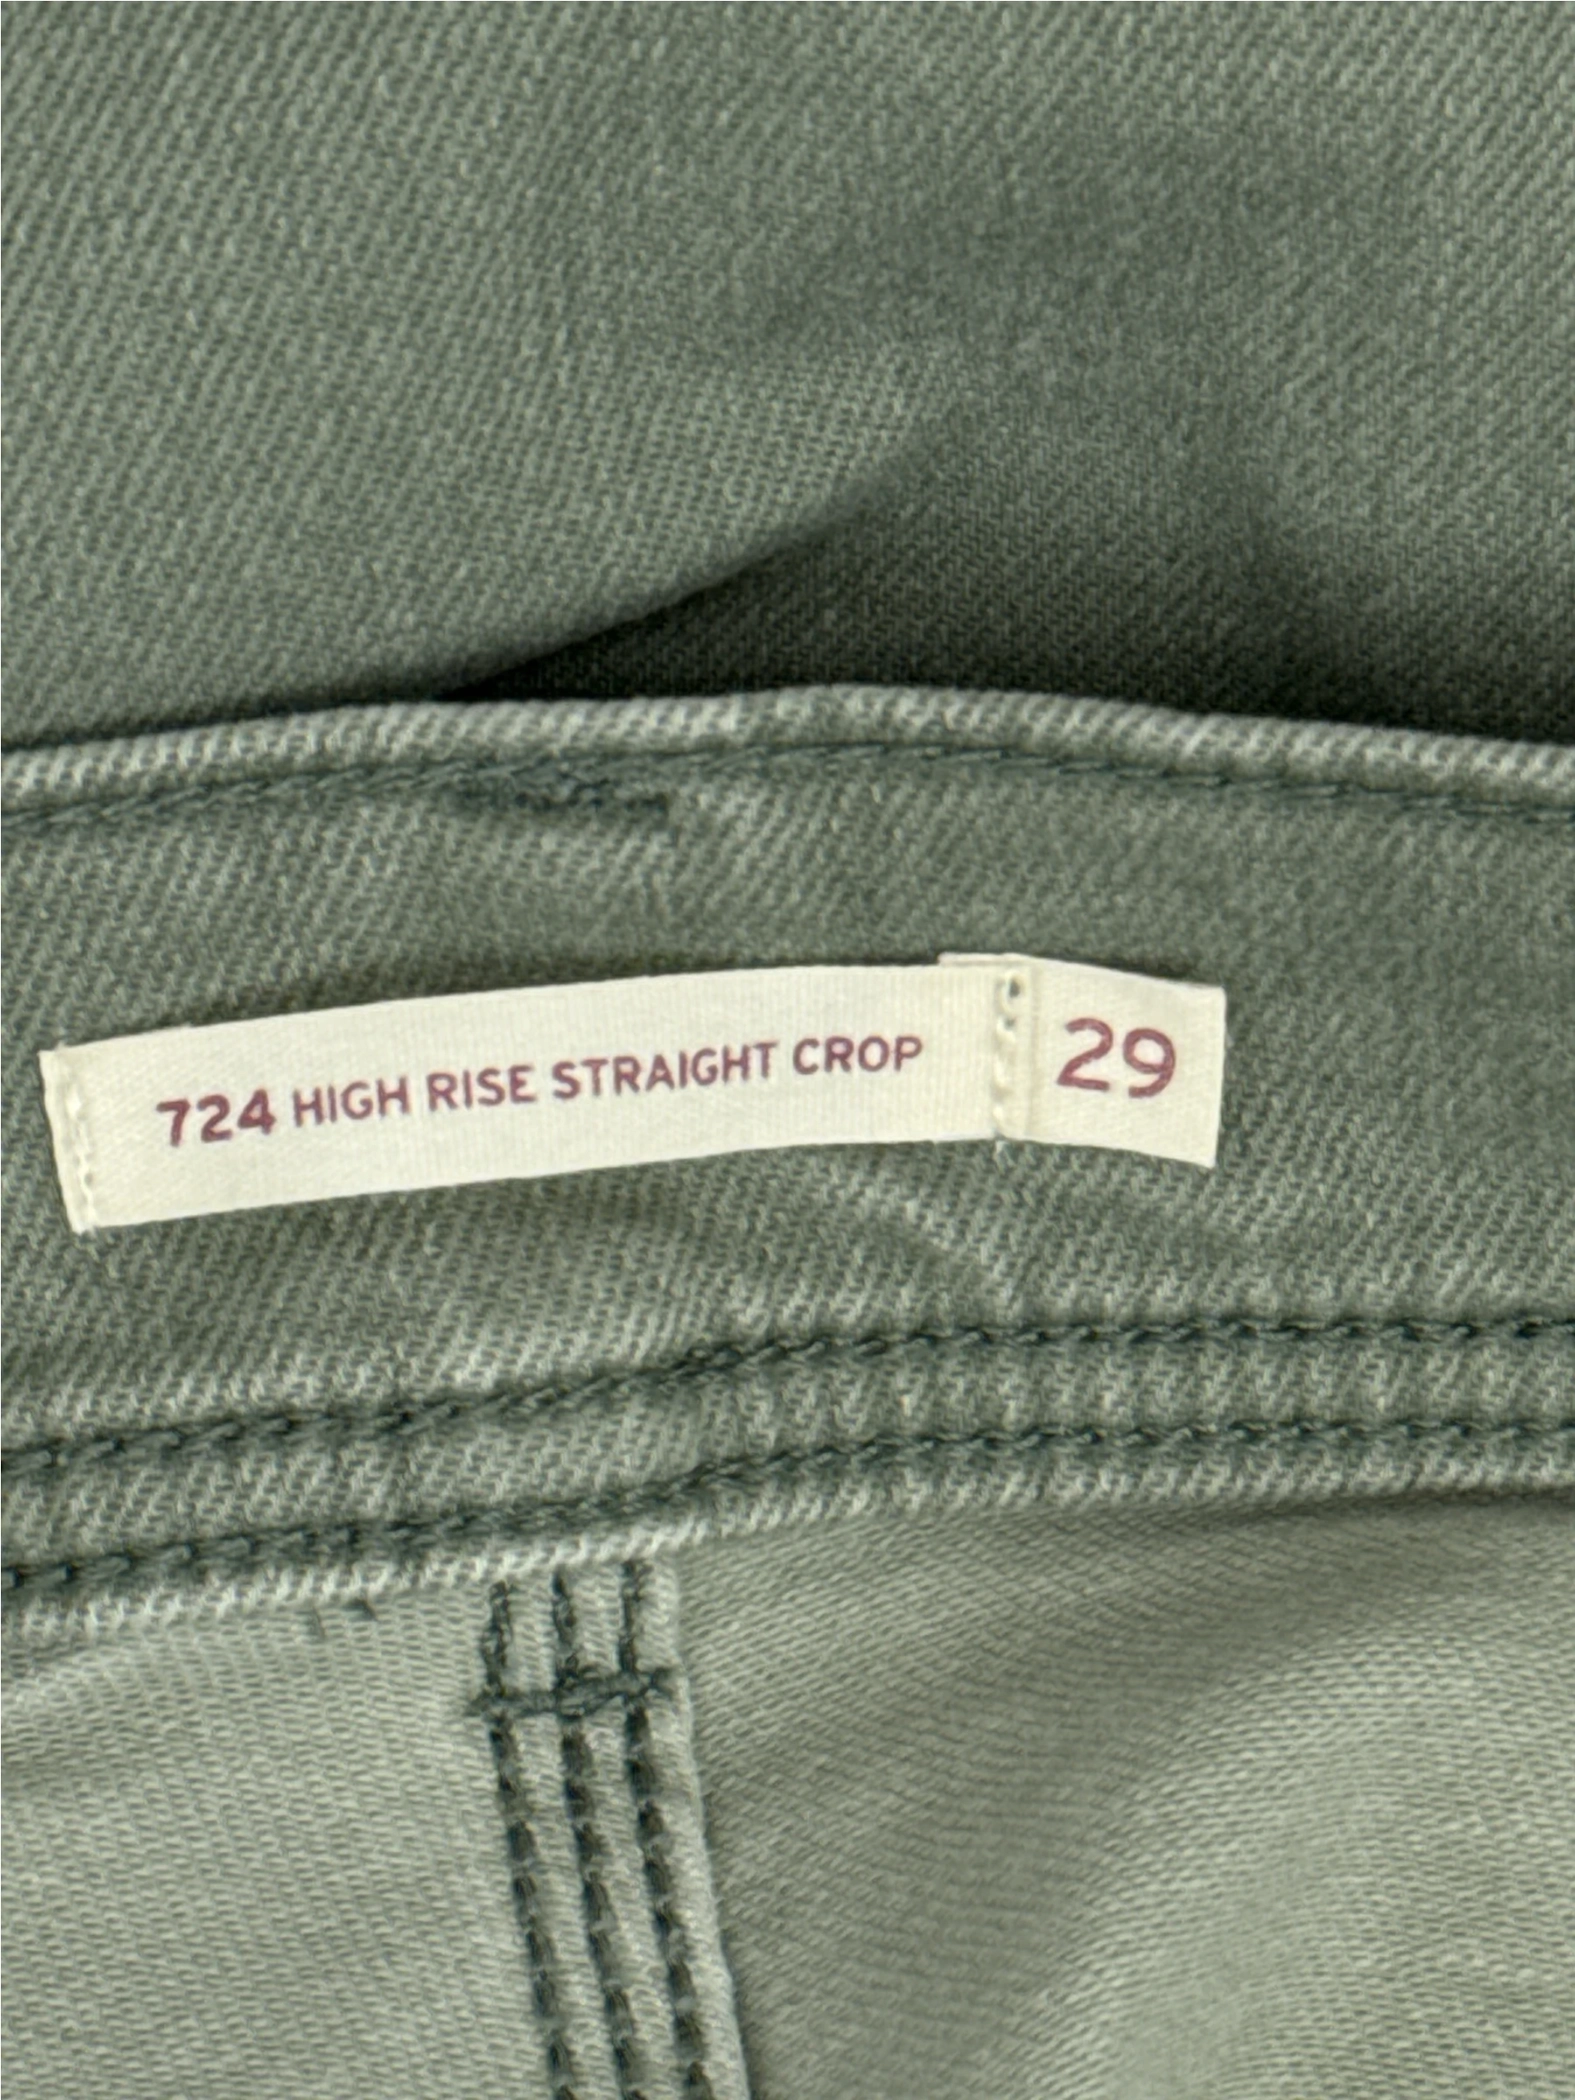 724 HIGH RISE STRAIGHT CROP 29